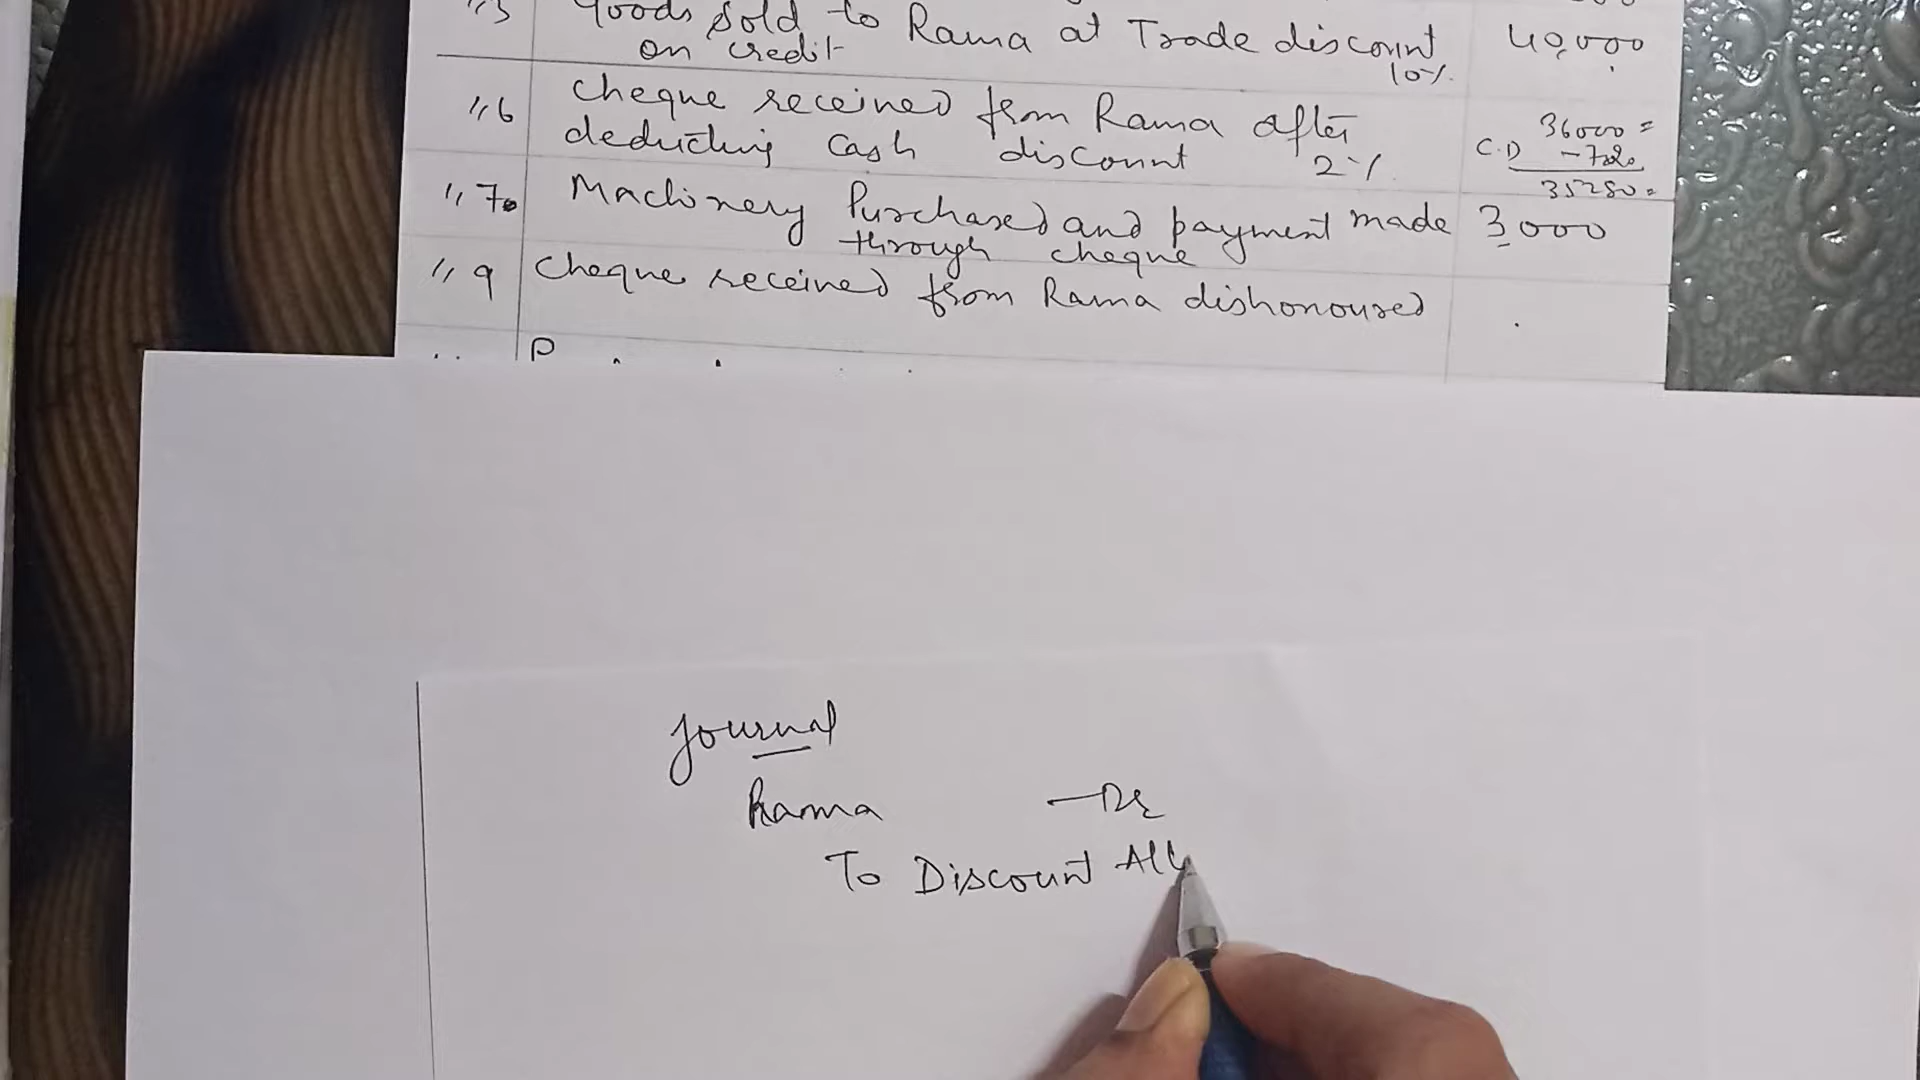 "5 Goods sold to Rama at Trade discount 40,000
on credit 10%.
"6 Cheque received from Rama after 36000=
deducting Cash discount 2%. C.D -720
35280=
"7 Machinery Purchased and payment made 3,000
through cheque
"9 Cheque received from Rama dishonoured
Journal
Rama —Dr
To Discount All